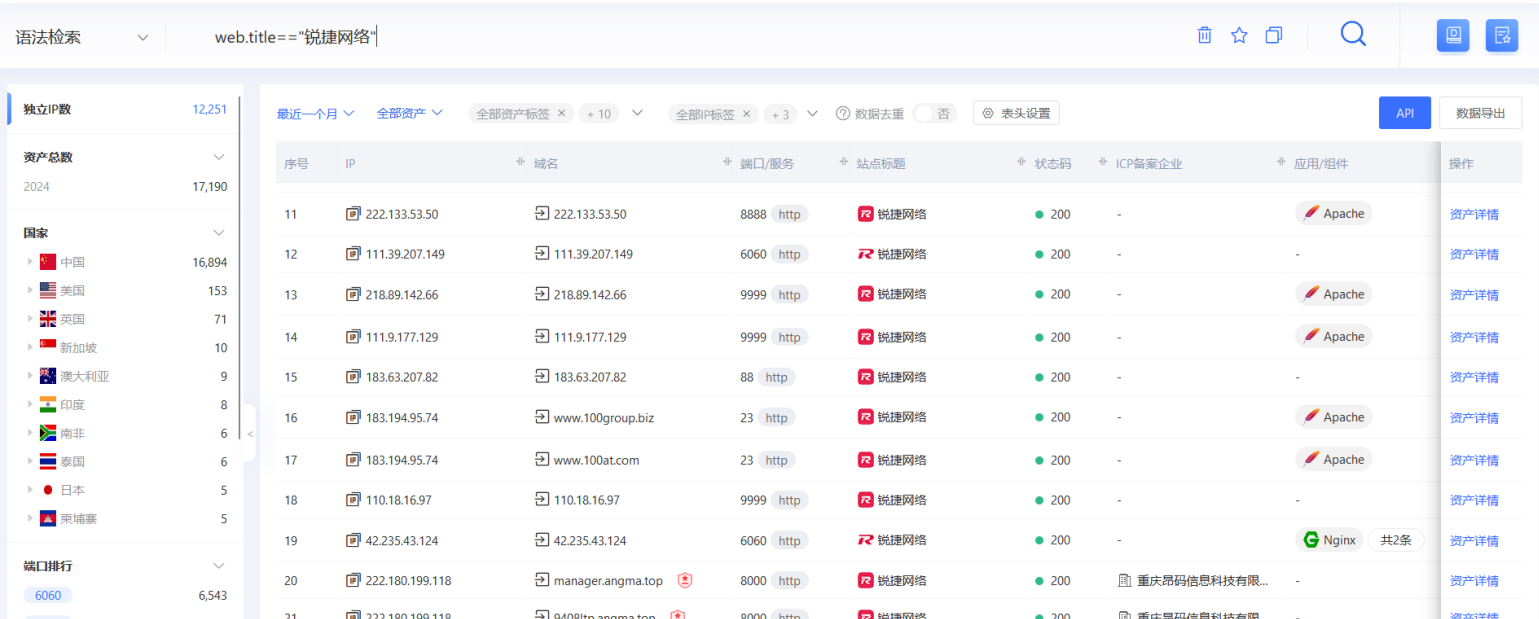 语法检索
web.title=="锐捷网络"
独立IP数 12,251
资产总数
2024 17,190
国家
中国 16,894
美国 153
英国 71
新加坡 10
澳大利亚 9
印度 8
南非 6
泰国 6
日本 5
柬埔寨 5
端口排行
6060 6,543
最近一个月 全部资产 全部资产标签 × + 10 全部IP标签 × + 3 ? 数据去重 否 表头设置 API 数据导出
序号 IP 域名 端口/服务 站点标题 状态码 ICP备案企业 应用/组件 操作
11 222.133.53.50 222.133.53.50 8888 http 锐捷网络 200 - Apache 资产详情
12 111.39.207.149 111.39.207.149 6060 http 锐捷网络 200 - - 资产详情
13 218.89.142.66 218.89.142.66 9999 http 锐捷网络 200 - Apache 资产详情
14 111.9.177.129 111.9.177.129 9999 http 锐捷网络 200 - Apache 资产详情
15 183.63.207.82 183.63.207.82 88 http 锐捷网络 200 - - 资产详情
16 183.194.95.74 www.100group.biz 23 http 锐捷网络 200 - Apache 资产详情
17 183.194.95.74 www.100at.com 23 http 锐捷网络 200 - Apache 资产详情
18 110.18.16.97 110.18.16.97 9999 http 锐捷网络 200 - - 资产详情
19 42.235.43.124 42.235.43.124 6060 http 锐捷网络 200 - Nginx 共2条 资产详情
20 222.180.199.118 manager.angma.top 8000 http 锐捷网络 200 重庆昂码信息科技有限... - 资产详情
21 222.180.199.118 8000 http 锐捷网络 200 重庆昂码信息科技有限 资产详情